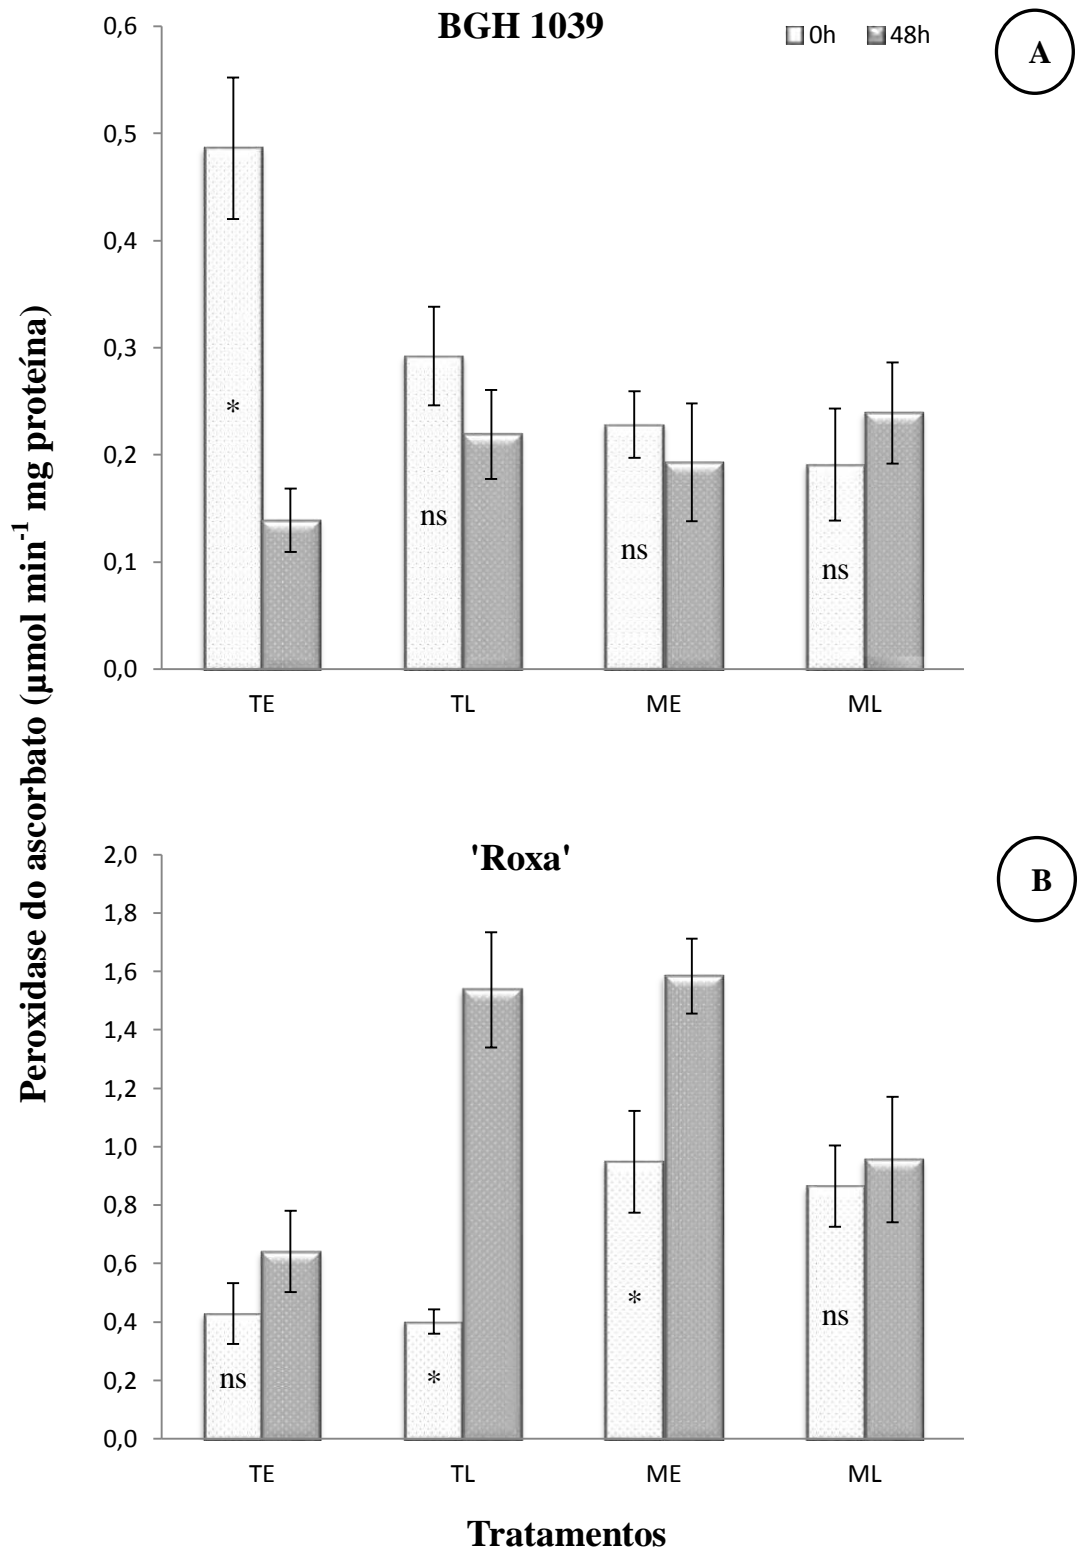 BGH 1039
0h 48h
A
0,6
0,5
0,4
0,3
0,2
0,1
0,0
*
ns
ns
ns
TE TL ME ML
Peroxidase do ascorbato (µmol min-1 mg proteína)
'Roxa'
B
2,0
1,8
1,6
1,4
1,2
1,0
0,8
0,6
0,4
0,2
0,0
ns
*
*
ns
TE TL ME ML
Tratamentos